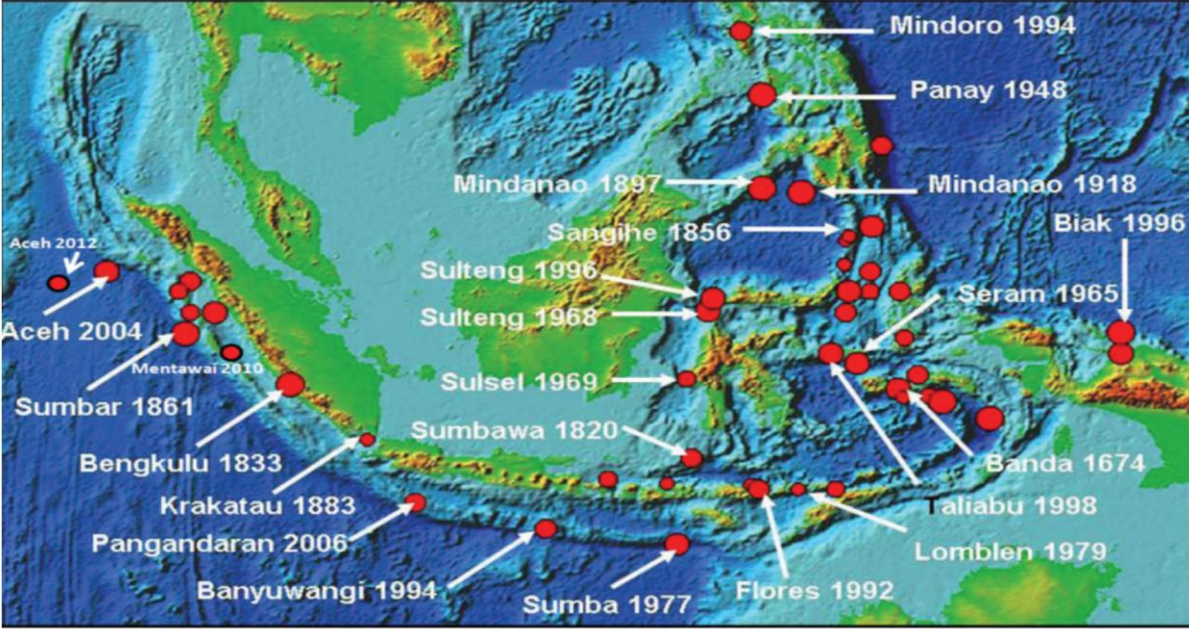 Mindoro 1994
Panay 1948
Mindanao 1897
Mindanao 1918
Biak 1996
Sangihe 1856
Aceh 2012
Sulteng 1996
Seram 1965
Aceh 2004
Sulteng 1968
Mentawai 2010
Sulsel 1969
Sumbar 1861
Sumbawa 1820
Bengkulu 1833
Banda 1674
Krakatau 1883
Taliabu 1998
Pangandaran 2006
Lomblen 1979
Banyuwangi 1994
Flores 1992
Sumba 1977